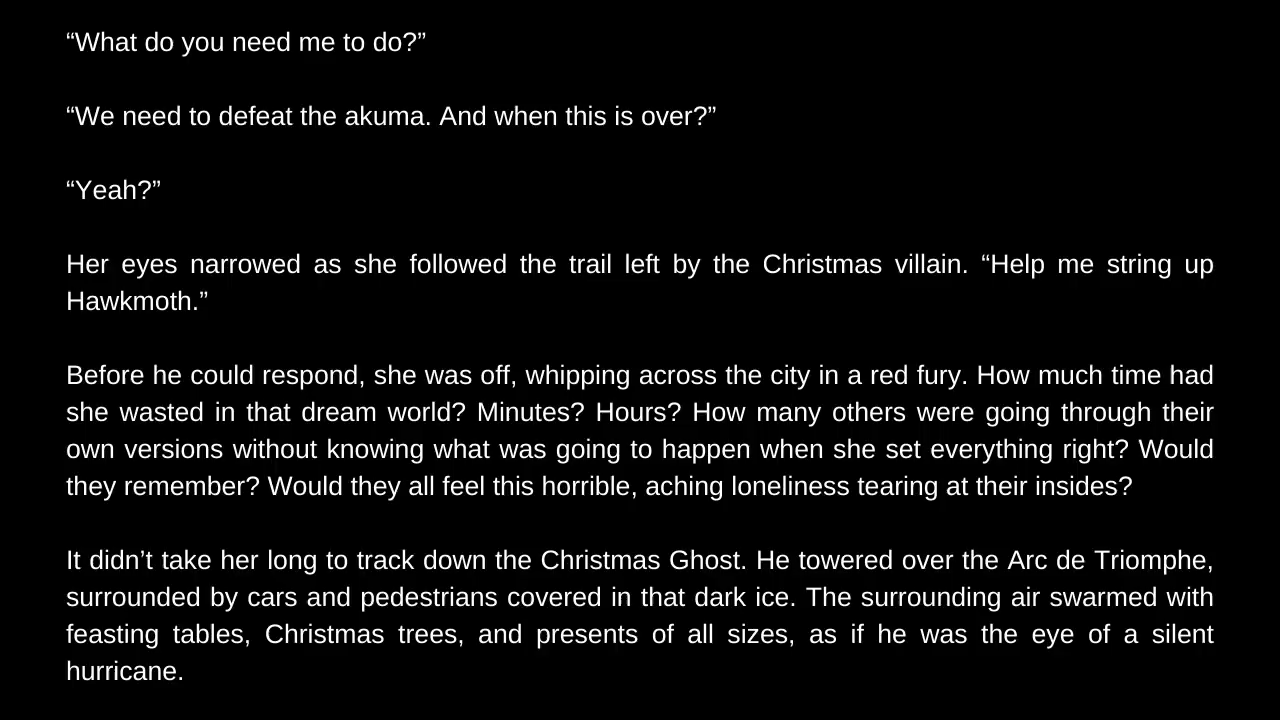 “What do you need me to do?”
“We need to defeat the akuma. And when this is over?”
“Yeah?”
Her eyes narrowed as she followed the trail left by the Christmas villain. “Help me string up
Hawkmoth.”
Before he could respond, she was off, whipping across the city in a red fury. How much time had
she wasted in that dream world? Minutes? Hours? How many others were going through their
own versions without knowing what was going to happen when she set everything right? Would
they remember? Would they all feel this horrible, aching loneliness tearing at their insides?
It didn’t take her long to track down the Christmas Ghost. He towered over the Arc de Triomphe,
surrounded by cars and pedestrians covered in that dark ice. The surrounding air swarmed with
feasting tables, Christmas trees, and presents of all sizes, as if he was the eye of a silent
hurricane.